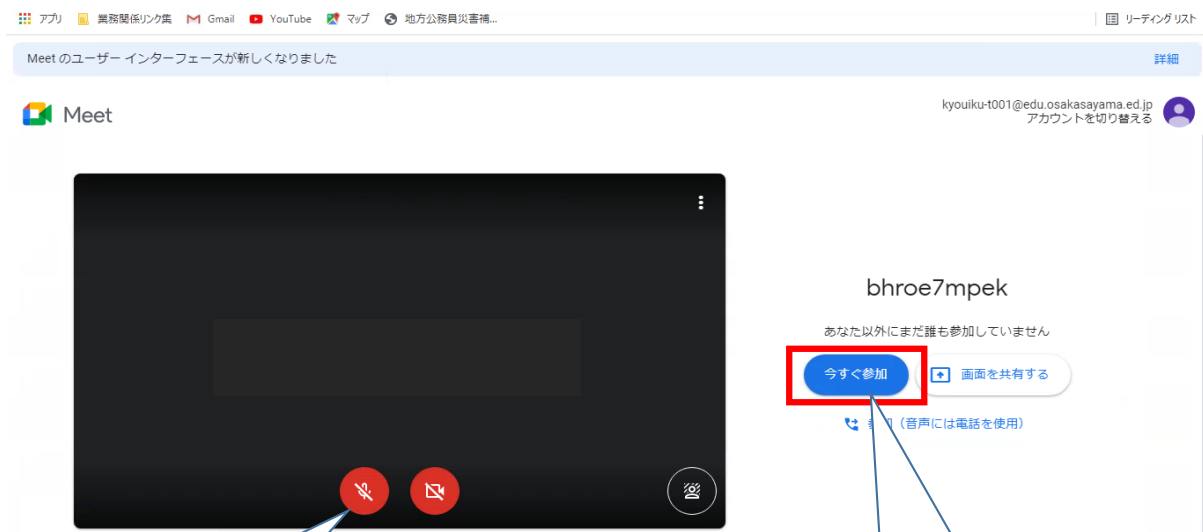 アプリ 業務関係リンク集 Gmail YouTube マップ 地方公務員災害補... リーディング リスト
Meet のユーザー インターフェースが新しくなりました 詳細
Meet
kyouiku-t001@edu.osakasayama.ed.jp
アカウントを切り替える
bhroe7mpek
あなた以外にまだ誰も参加していません
今すぐ参加 画面を共有する
(音声には電話を使用)